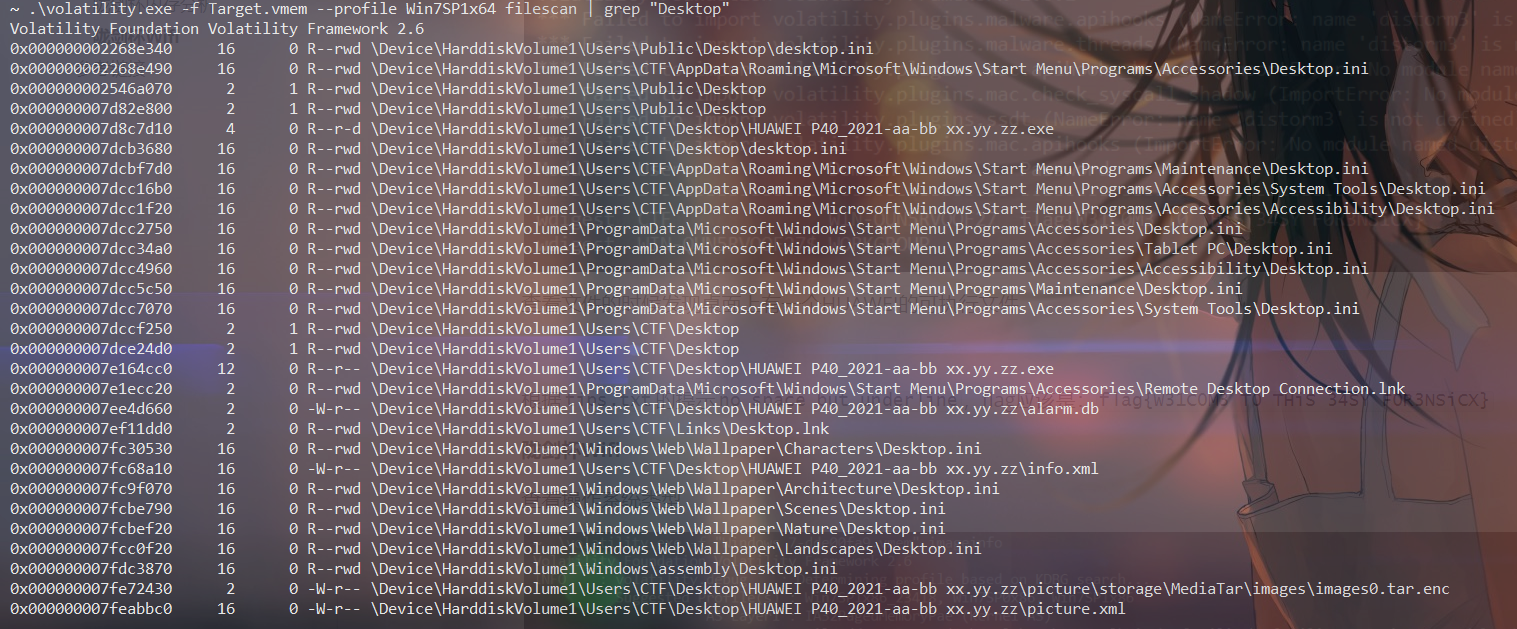 ~ .\volatility.exe -f Target.vmem --profile Win7SP1x64 filescan | grep "Desktop"
Volatility Foundation Volatility Framework 2.6
0x000000002268e340 16 0 R--rwd \Device\HarddiskVolume1\Users\Public\Desktop\desktop.ini
0x000000002268e490 16 0 R--rwd \Device\HarddiskVolume1\Users\CTF\AppData\Roaming\Microsoft\Windows\Start Menu\Programs\Accessories\Desktop.ini
0x000000002546a070 2 1 R--rwd \Device\HarddiskVolume1\Users\Public\Desktop
0x000000007d82e800 2 1 R--rwd \Device\HarddiskVolume1\Users\Public\Desktop
0x000000007d8c7d10 4 0 R--r-d \Device\HarddiskVolume1\Users\CTF\Desktop\HUAWEI P40_2021-aa-bb xx.yy.zz.exe
0x000000007dcb3680 16 0 R--rwd \Device\HarddiskVolume1\Users\CTF\Desktop\desktop.ini
0x000000007dcbf7d0 16 0 R--rwd \Device\HarddiskVolume1\Users\CTF\AppData\Roaming\Microsoft\Windows\Start Menu\Programs\Maintenance\Desktop.ini
0x000000007dcc16b0 16 0 R--rwd \Device\HarddiskVolume1\Users\CTF\AppData\Roaming\Microsoft\Windows\Start Menu\Programs\Accessories\System Tools\Desktop.ini
0x000000007dcc1f20 16 0 R--rwd \Device\HarddiskVolume1\Users\CTF\AppData\Roaming\Microsoft\Windows\Start Menu\Programs\Accessories\Accessibility\Desktop.ini
0x000000007dcc2750 16 0 R--rwd \Device\HarddiskVolume1\ProgramData\Microsoft\Windows\Start Menu\Programs\Accessories\Desktop.ini
0x000000007dcc34a0 16 0 R--rwd \Device\HarddiskVolume1\ProgramData\Microsoft\Windows\Start Menu\Programs\Accessories\Tablet PC\Desktop.ini
0x000000007dcc4960 16 0 R--rwd \Device\HarddiskVolume1\ProgramData\Microsoft\Windows\Start Menu\Programs\Accessories\Accessibility\Desktop.ini
0x000000007dcc5c50 16 0 R--rwd \Device\HarddiskVolume1\ProgramData\Microsoft\Windows\Start Menu\Programs\Maintenance\Desktop.ini
0x000000007dcc7070 16 0 R--rwd \Device\HarddiskVolume1\ProgramData\Microsoft\Windows\Start Menu\Programs\Accessories\System Tools\Desktop.ini
0x000000007dccf250 2 1 R--rwd \Device\HarddiskVolume1\Users\CTF\Desktop
0x000000007dce24d0 2 1 R--rwd \Device\HarddiskVolume1\Users\CTF\Desktop
0x000000007e164cc0 12 0 R--r-- \Device\HarddiskVolume1\Users\CTF\Desktop\HUAWEI P40_2021-aa-bb xx.yy.zz.exe
0x000000007e1ecc20 2 0 R--rwd \Device\HarddiskVolume1\ProgramData\Microsoft\Windows\Start Menu\Programs\Accessories\Remote Desktop Connection.lnk
0x000000007ee4d660 2 0 -W-r-- \Device\HarddiskVolume1\Users\CTF\Desktop\HUAWEI P40_2021-aa-bb xx.yy.zz\alarm.db
0x000000007ef11dd0 2 0 R--rwd \Device\HarddiskVolume1\Users\CTF\Links\Desktop.lnk
0x000000007fc30530 16 0 R--rwd \Device\HarddiskVolume1\Windows\Web\Wallpaper\Characters\Desktop.ini
0x000000007fc68a10 16 0 -W-r-- \Device\HarddiskVolume1\Users\CTF\Desktop\HUAWEI P40_2021-aa-bb xx.yy.zz\info.xml
0x000000007fc9f070 16 0 R--rwd \Device\HarddiskVolume1\Windows\Web\Wallpaper\Architecture\Desktop.ini
0x000000007fcbe790 16 0 R--rwd \Device\HarddiskVolume1\Windows\Web\Wallpaper\Scenes\Desktop.ini
0x000000007fcbef20 16 0 R--rwd \Device\HarddiskVolume1\Windows\Web\Wallpaper\Nature\Desktop.ini
0x000000007fcc0f20 16 0 R--rwd \Device\HarddiskVolume1\Windows\Web\Wallpaper\Landscapes\Desktop.ini
0x000000007fdc3870 16 0 R--rwd \Device\HarddiskVolume1\Windows\assembly\Desktop.ini
0x000000007fe72430 2 0 -W-r-- \Device\HarddiskVolume1\Users\CTF\Desktop\HUAWEI P40_2021-aa-bb xx.yy.zz\picture\storage\MediaTar\images\images0.tar.enc
0x000000007feabbc0 16 0 -W-r-- \Device\HarddiskVolume1\Users\CTF\Desktop\HUAWEI P40_2021-aa-bb xx.yy.zz\picture.xml